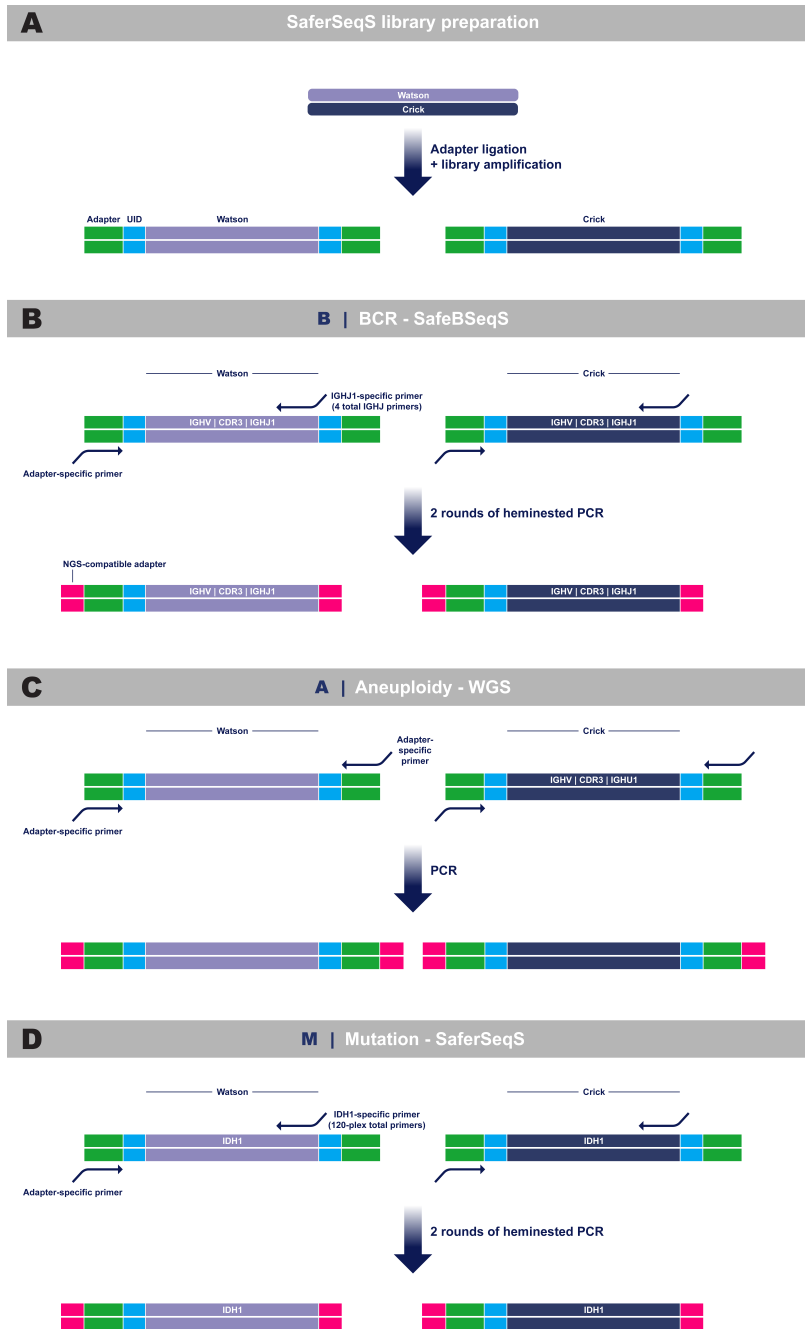 A
SaferSeqS library preparation
Watson
Crick
Adapter ligation
+ library amplification
Adapter UID Watson
Crick
B
B | BCR - SafeBSeqS
Watson
Crick
IGHJ1-specific primer
(4 total IGHJ primers)
IGHV | CDR3 | IGHJ1
IGHV | CDR3 | IGHJ1
Adapter-specific primer
2 rounds of heminested PCR
NGS-compatible adapter
IGHV | CDR3 | IGHJ1
IGHV | CDR3 | IGHJ1
C
A | Aneuploidy - WGS
Watson
Crick
Adapter-
specific
primer
IGHV | CDR3 | IGHU1
Adapter-specific primer
PCR
D
M | Mutation - SaferSeqS
Watson
Crick
IDH1-specific primer
(120-plex total primers)
IDH1
IDH1
Adapter-specific primer
2 rounds of heminested PCR
IDH1
IDH1